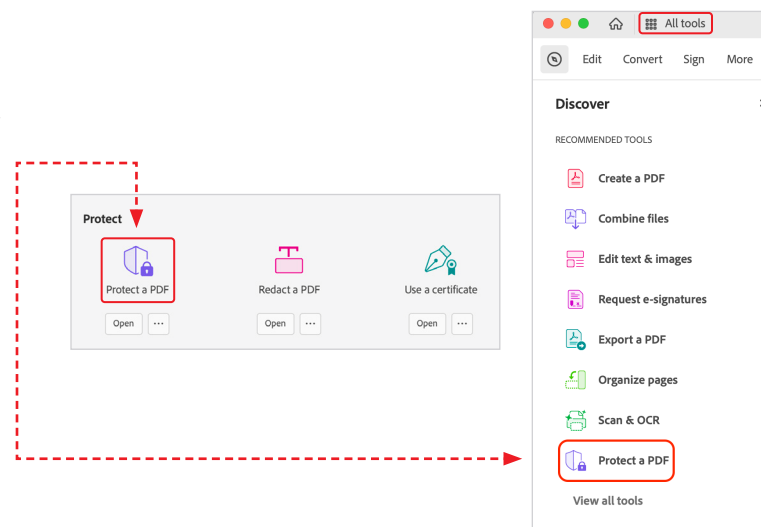 All tools
Edit Convert Sign More
Discover
RECOMMENDED TOOLS
Create a PDF
Combine files
Edit text & images
Request e-signatures
Export a PDF
Organize pages
Scan & OCR
Protect a PDF
View all tools
Protect
Protect a PDF Redact a PDF Use a certificate
Open ... Open ... Open ...